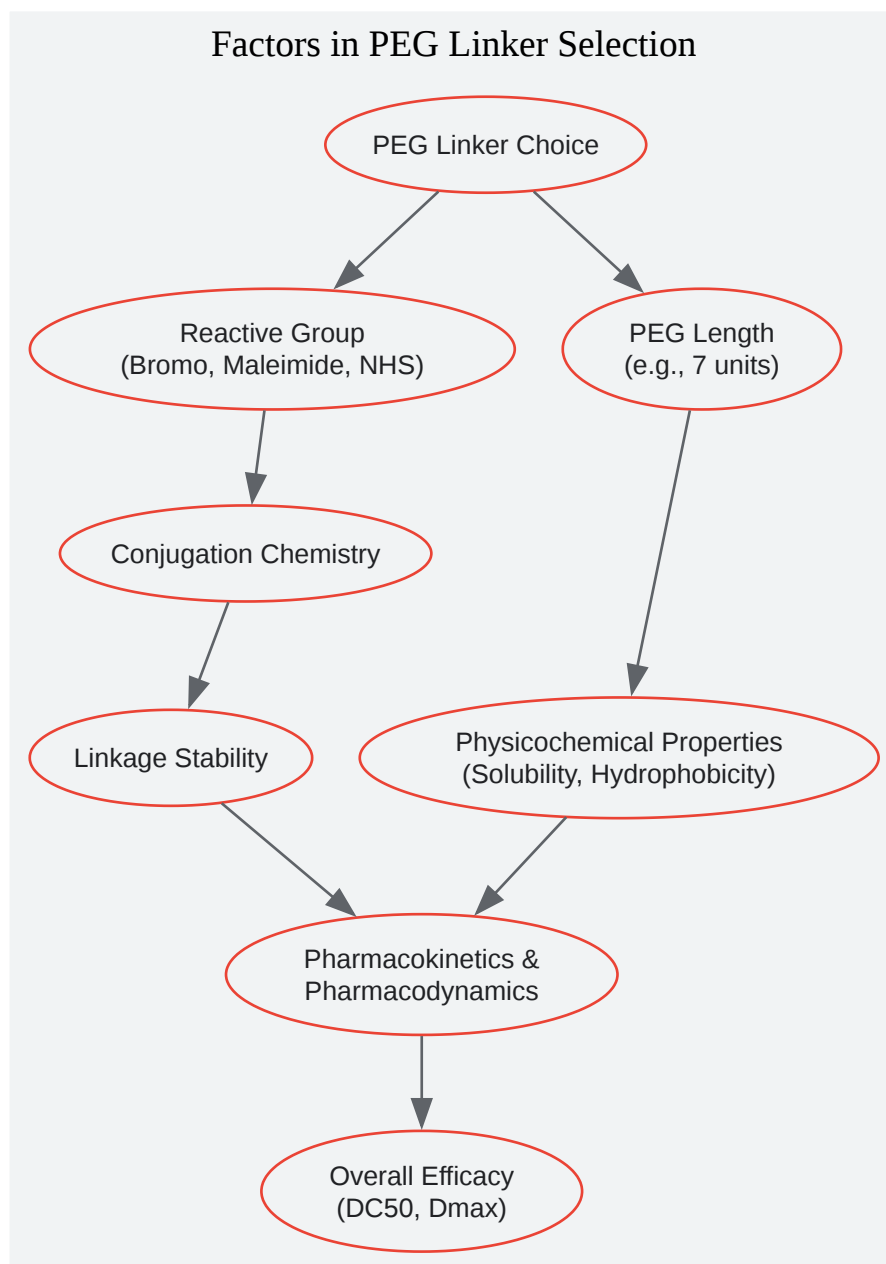 Factors in PEG Linker Selection
PEG Linker Choice
Reactive Group
(Bromo, Maleimide, NHS)
PEG Length
(e.g., 7 units)
Conjugation Chemistry
Linkage Stability
Physicochemical Properties
(Solubility, Hydrophobicity)
Pharmacokinetics &
Pharmacodynamics
Overall Efficacy
(DC50, Dmax)